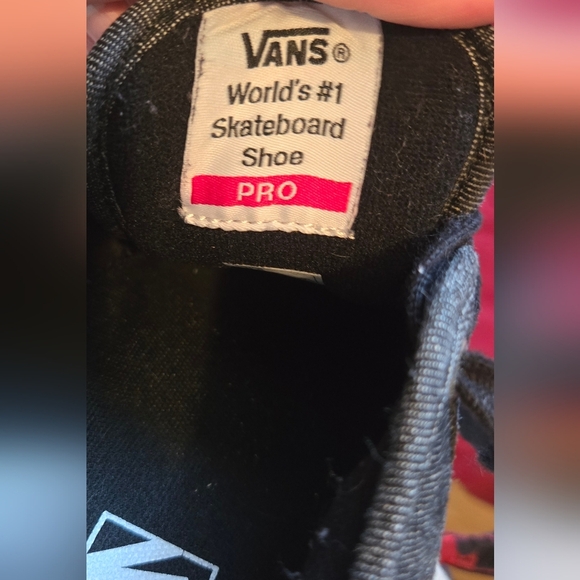 VANS®
World's #1
Skateboard
Shoe
PRO